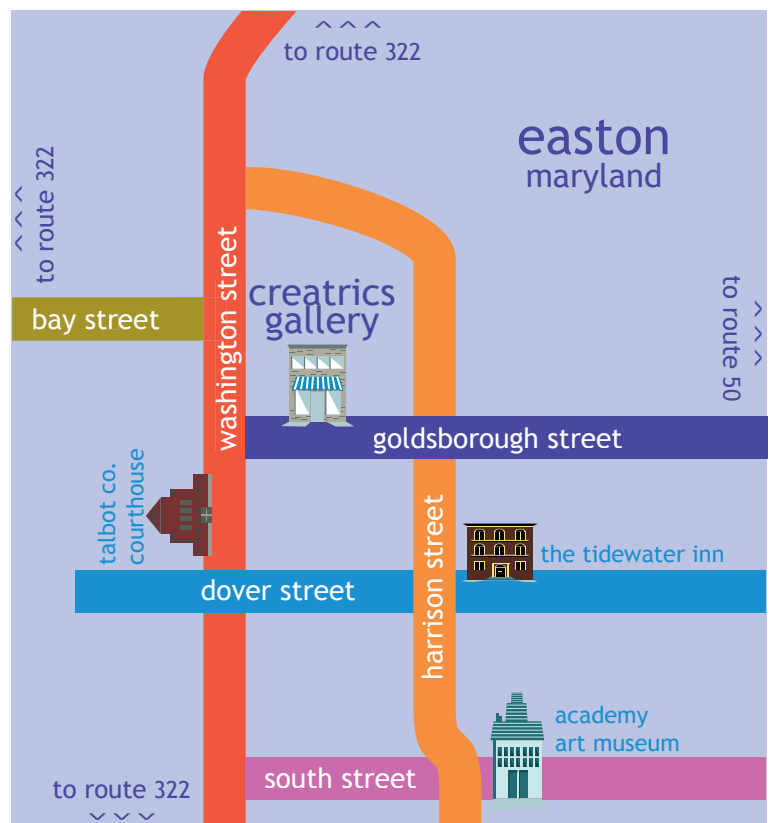 to route 322
easton
maryland
to route 322
washington street
creatrics
gallery
bay street
to route 50
goldsborough street
talbot co.
courthouse
harrison street
the tidewater inn
dover street
academy
art museum
south street
to route 322